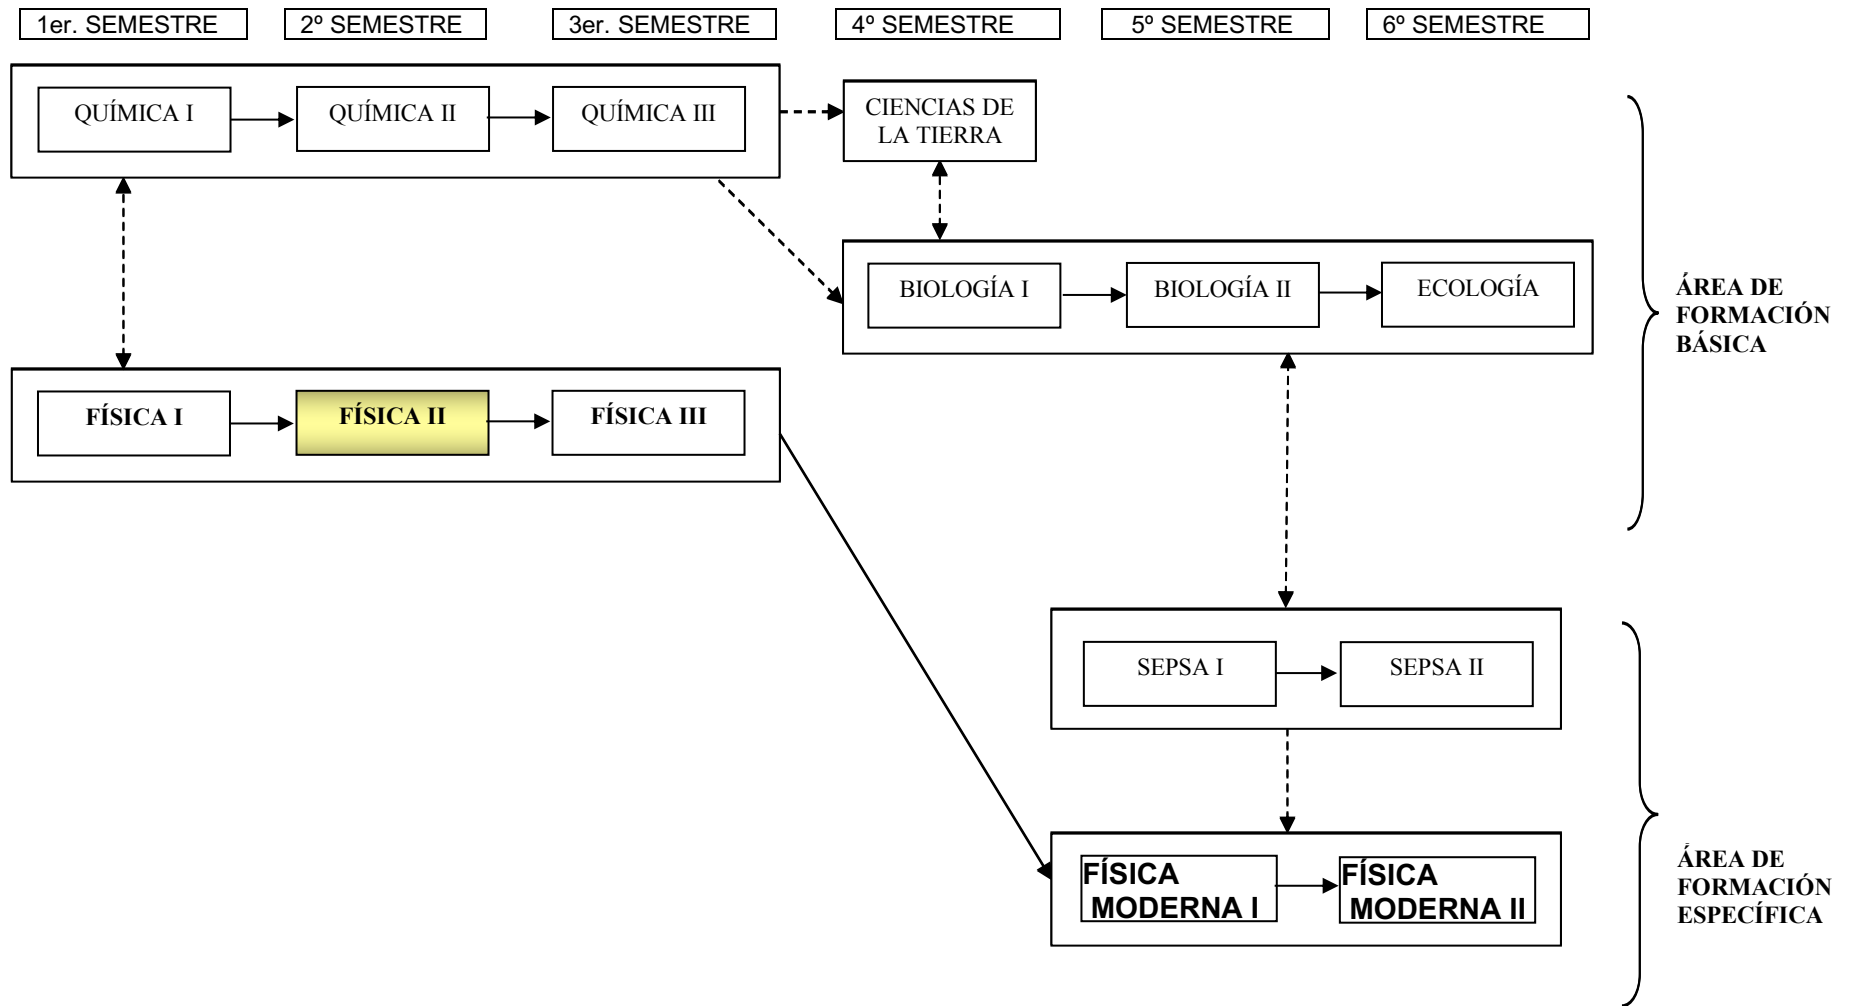 1er. SEMESTRE
2º SEMESTRE
3er. SEMESTRE
4º SEMESTRE
5º SEMESTRE
6º SEMESTRE
QUÍMICA I
QUÍMICA II
QUÍMICA III
CIENCIAS DE
LA TIERRA
BIOLOGÍA I
BIOLOGÍA II
ECOLOGÍA
ÁREA DE
FORMACIÓN
BÁSICA
FÍSICA I
FÍSICA II
FÍSICA III
SEPSA I
SEPSA II
FÍSICA
MODERNA I
FÍSICA
MODERNA II
ÁREA DE
FORMACIÓN
ESPECÍFICA